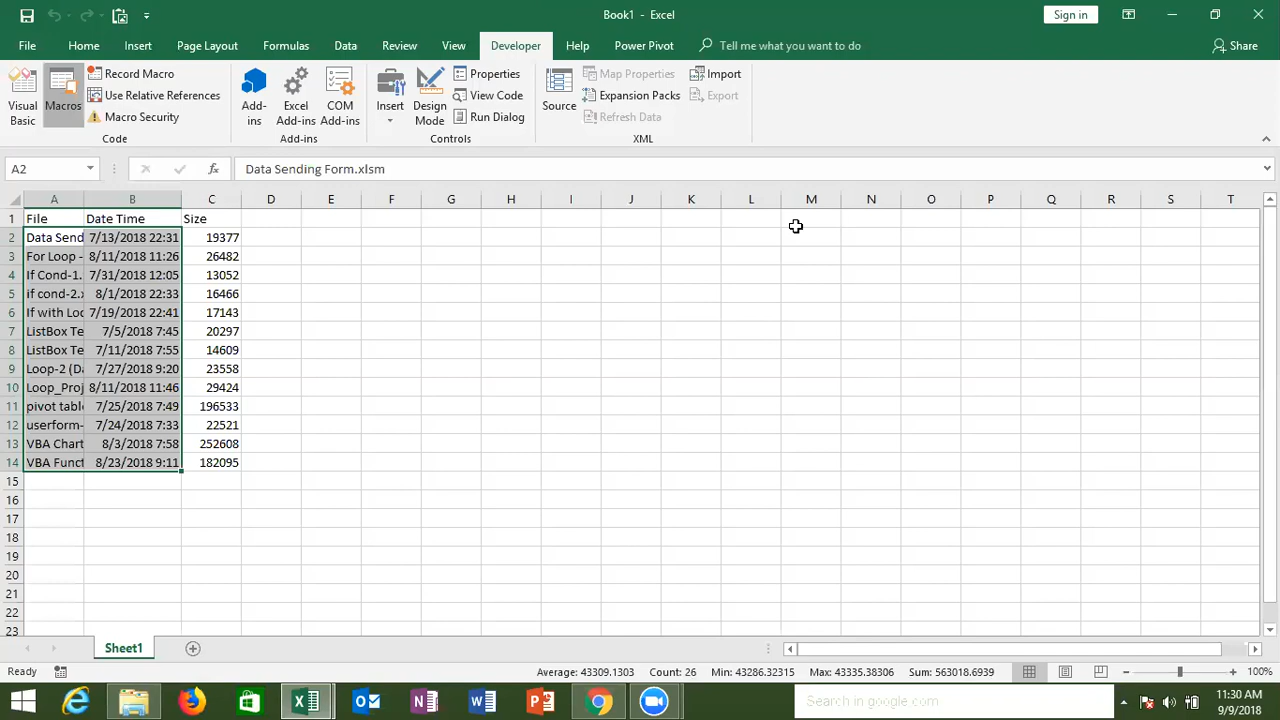 Book1 - Excel
Sign in
File Home Insert Page Layout Formulas Data Review View Developer Help Power Pivot Tell me what you want to do Share
Visual Basic
Macros
Record Macro
Use Relative References
Macro Security
Code
Add-ins
Excel Add-ins
COM Add-ins
Add-ins
Insert
Design Mode
Properties
View Code
Run Dialog
Controls
Source
Map Properties
Expansion Packs
Refresh Data
Import
Export
XML
A2 fx Data Sending Form.xlsm
A B C D E F G H I J K L M N O P Q R S T
1 File Date Time Size
2 Data Send 7/13/2018 22:31 19377
3 For Loop - 8/11/2018 11:26 26482
4 If Cond-1. 7/31/2018 12:05 13052
5 if cond-2.x 8/1/2018 22:33 16466
6 If with Loo 7/19/2018 22:41 17143
7 ListBox Te 7/5/2018 7:45 20297
8 ListBox Te 7/11/2018 7:55 14609
9 Loop-2 (Da 7/27/2018 9:20 23558
10 Loop_Proj 8/11/2018 11:46 29424
11 pivot table 7/25/2018 7:49 196533
12 userform- 7/24/2018 7:33 22521
13 VBA Chart 8/3/2018 7:58 252608
14 VBA Funct 8/23/2018 9:11 182095
15
16
17
18
19
20
21
22
23
Sheet1
Ready Average: 43309.1303 Count: 26 Min: 43286.32315 Max: 43335.38306 Sum: 563018.6939 100%
Search in google
11:30 AM
9/9/2018